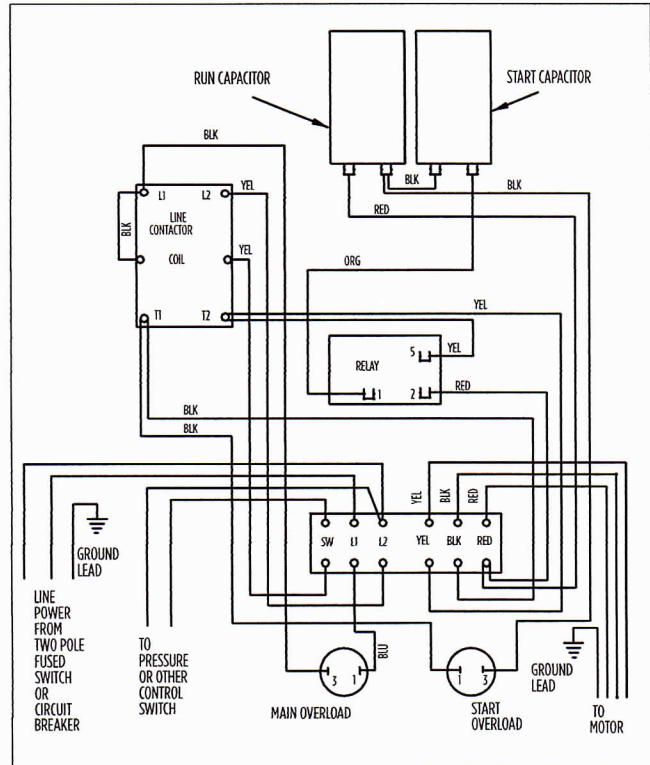 RUN CAPACITOR
START CAPACITOR
BLK
L1
L2
YEL
BLK
BLK
RED
LINE
CONTACTOR
BLK
COIL
YEL
ORG
T1
T2
YEL
5
YEL
RELAY
1
2
RED
BLK
BLK
YEL
BLK
RED
SW
L1
L2
YEL
BLK
RED
GROUND
LEAD
LINE
POWER
FROM
TWO POLE
FUSED
SWITCH
OR
CIRCUIT
BREAKER
TO
PRESSURE
OR OTHER
CONTROL
SWITCH
BLU
3
1
MAIN OVERLOAD
1
3
START
OVERLOAD
GROUND
LEAD
TO
MOTOR